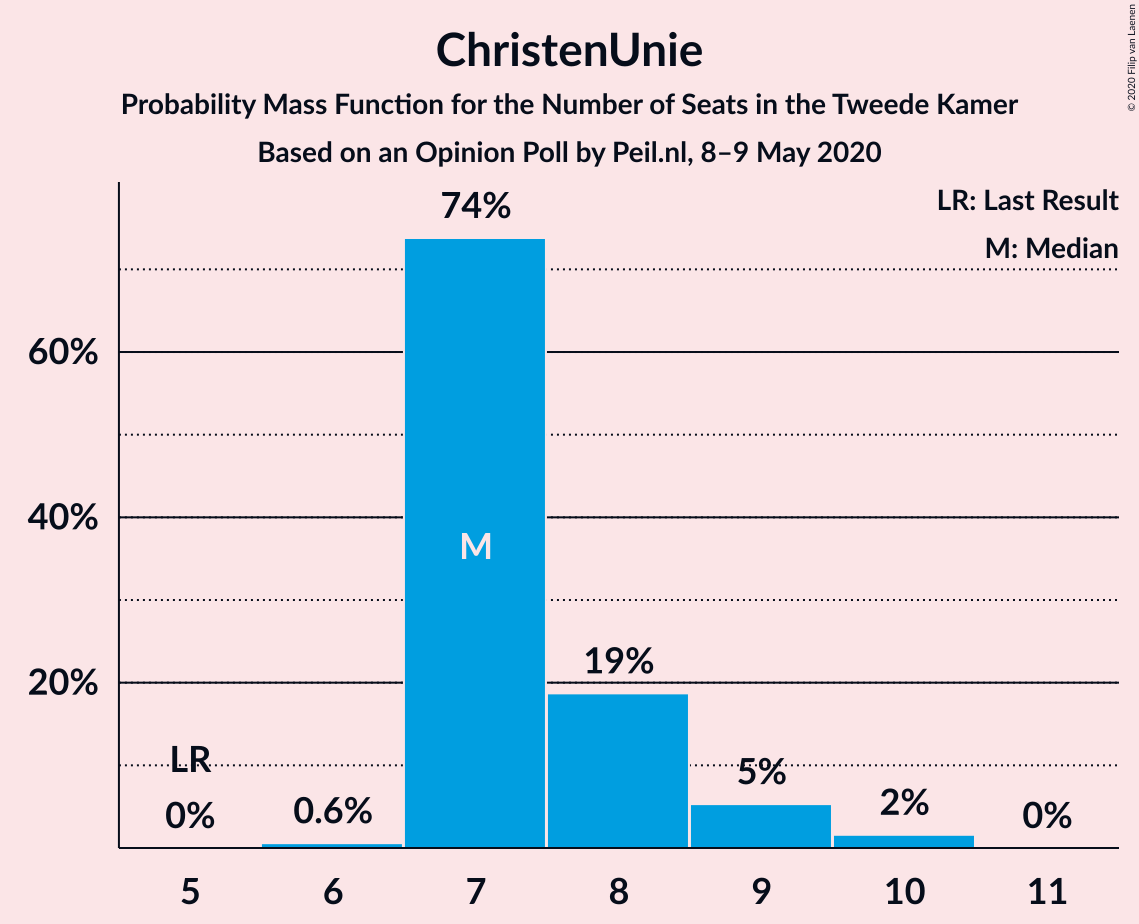 ChristenUnie
Probability Mass Function for the Number of Seats in the Tweede Kamer
Based on an Opinion Poll by Peil.nl, 8–9 May 2020
© 2020 Filip van Laenen
LR: Last Result
M: Median
74%
60%
40%
M
19%
20%
LR
5%
0%
0.6%
2%
0%
5 6 7 8 9 10 11